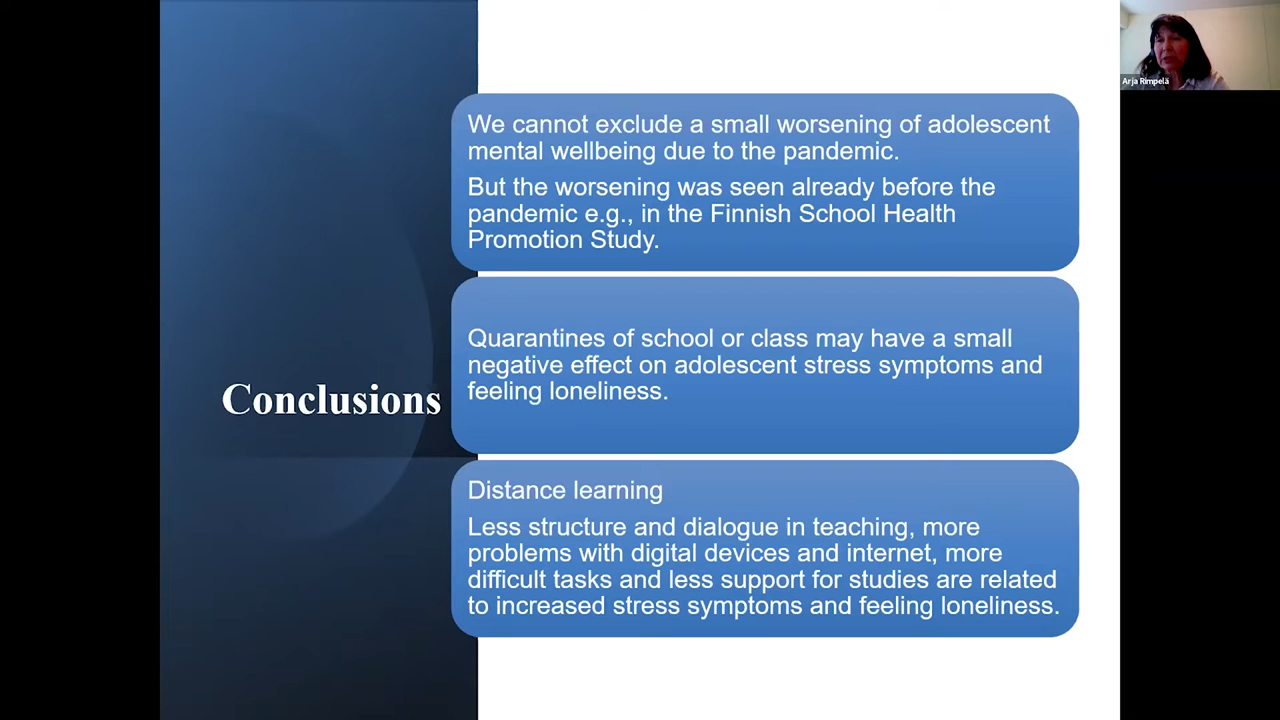 Arja Rimpelä
We cannot exclude a small worsening of adolescent
mental wellbeing due to the pandemic.
But the worsening was seen already before the
pandemic e.g., in the Finnish School Health
Promotion Study.
Quarantines of school or class may have a small
negative effect on adolescent stress symptoms and
feeling loneliness.
Conclusions
Distance learning
Less structure and dialogue in teaching, more
problems with digital devices and internet, more
difficult tasks and less support for studies are related
to increased stress symptoms and feeling loneliness.